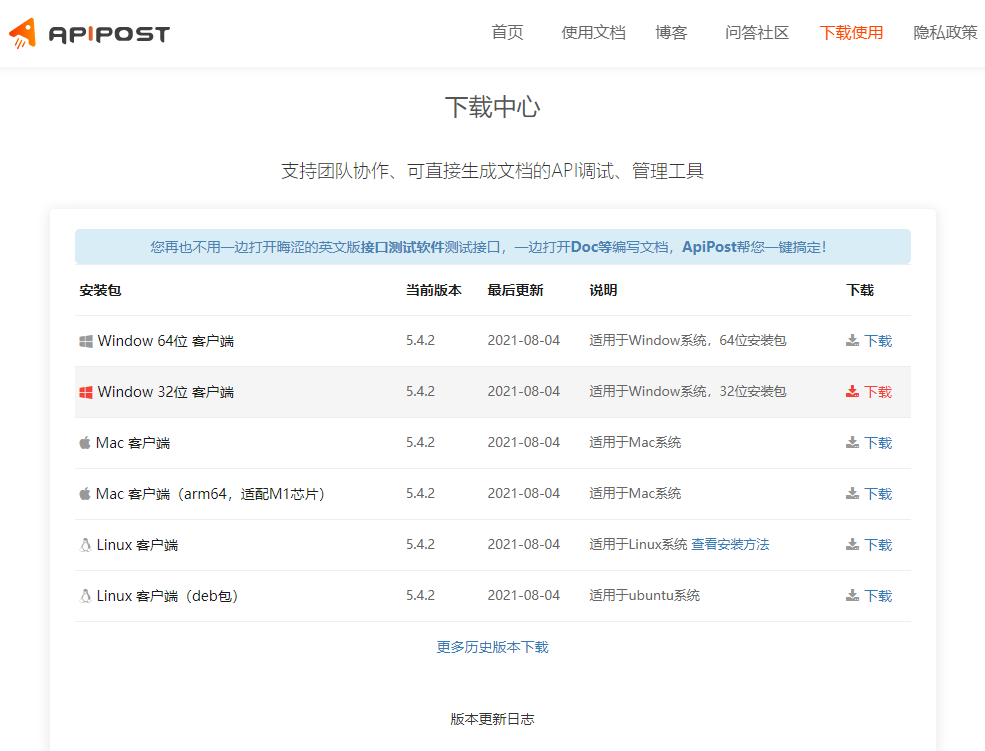 APIPOST 首页 使用文档 博客 问答社区 下载使用 隐私政策
下载中心
支持团队协作、可直接生成文档的API调试、管理工具
您再也不用一边打开晦涩的英文版接口测试软件测试接口，一边打开Doc等编写文档，ApiPost帮您一键搞定！
安装包 当前版本 最后更新 说明 下载
Window 64位 客户端 5.4.2 2021-08-04 适用于Window系统，64位安装包 下载
Window 32位 客户端 5.4.2 2021-08-04 适用于Window系统，32位安装包 下载
Mac 客户端 5.4.2 2021-08-04 适用于Mac系统 下载
Mac 客户端（arm64，适配M1芯片） 5.4.2 2021-08-04 适用于Mac系统 下载
Linux 客户端 5.4.2 2021-08-04 适用于Linux系统 查看安装方法 下载
Linux 客户端（deb包） 5.4.2 2021-08-04 适用于ubuntu系统 下载
更多历史版本下载
版本更新日志